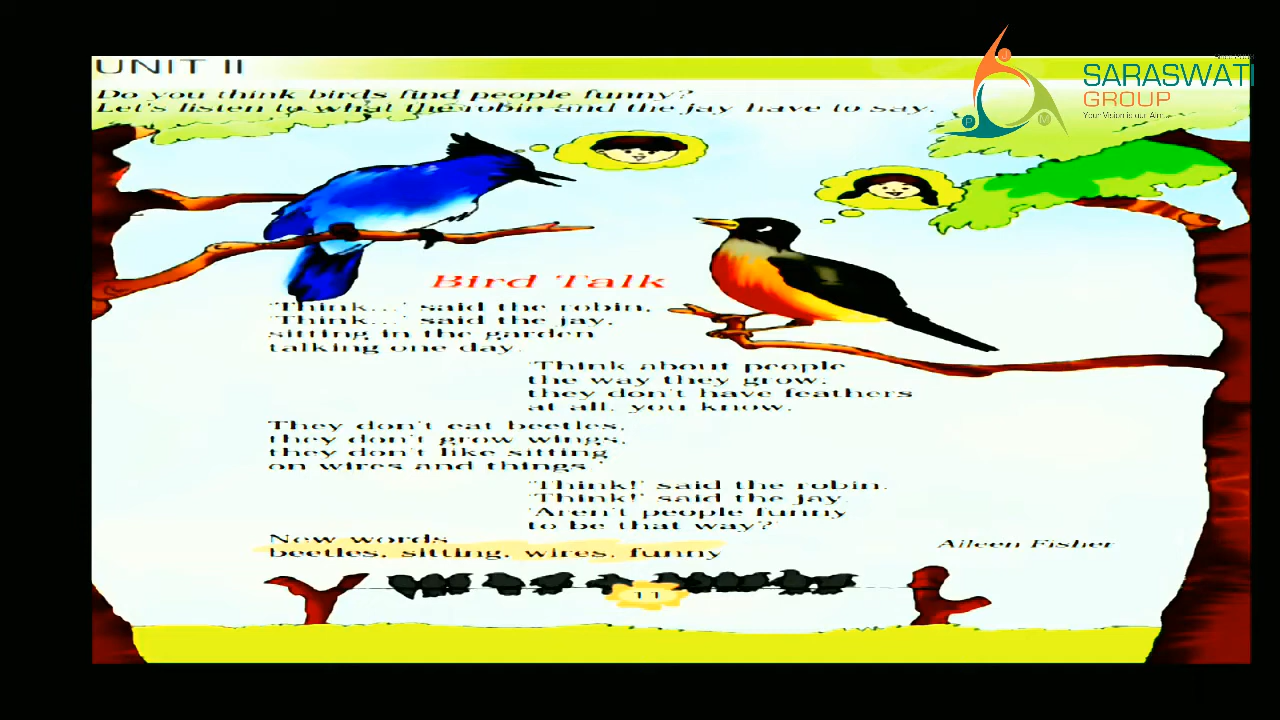 UNIT II
Do you think birds find people funny?
Let's listen to what the robin and the jay have to say.
SARASWATI
GROUP
Your Vision is our Aim
Bird Talk
'Think...' said the robin,
'Think...' said the jay,
sitting in the garden
talking one day.
'Think about people
the way they grow,
they don't have feathers
at all, you know.
They don't eat beetles,
they don't grow wings,
they don't like sitting
on wires and things.'
'Think!' said the robin.
'Think!' said the jay.
'Aren't people funny
to be that way?'
New words
beetles, sitting, wires, funny
Aileen Fisher
11